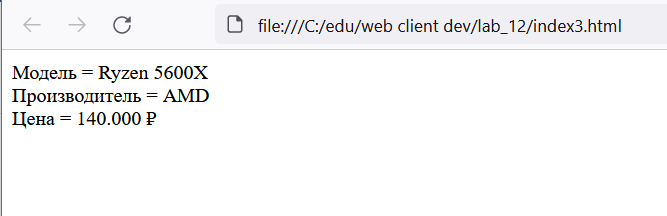 file:///C:/edu/web client dev/lab_12/index3.html
Модель = Ryzen 5600X
Производитель = AMD
Цена = 140.000 ₽